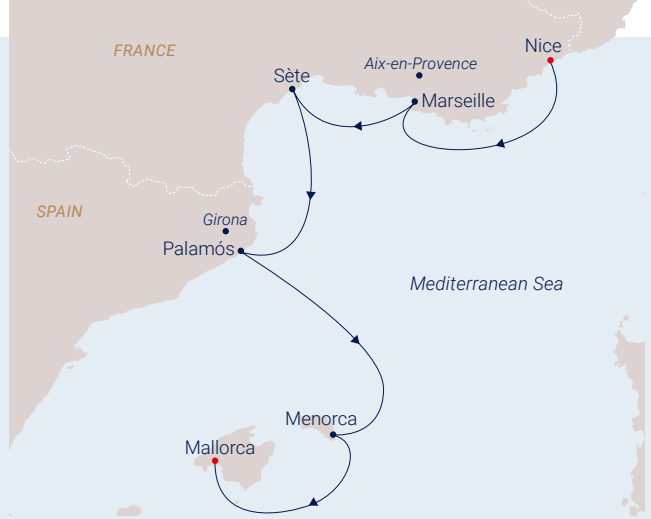 Nice
FRANCE
Aix-en-Provence
Sète
Marseille
SPAIN
Girona
Palamós
Mediterranean Sea
Menorca
Mallorca